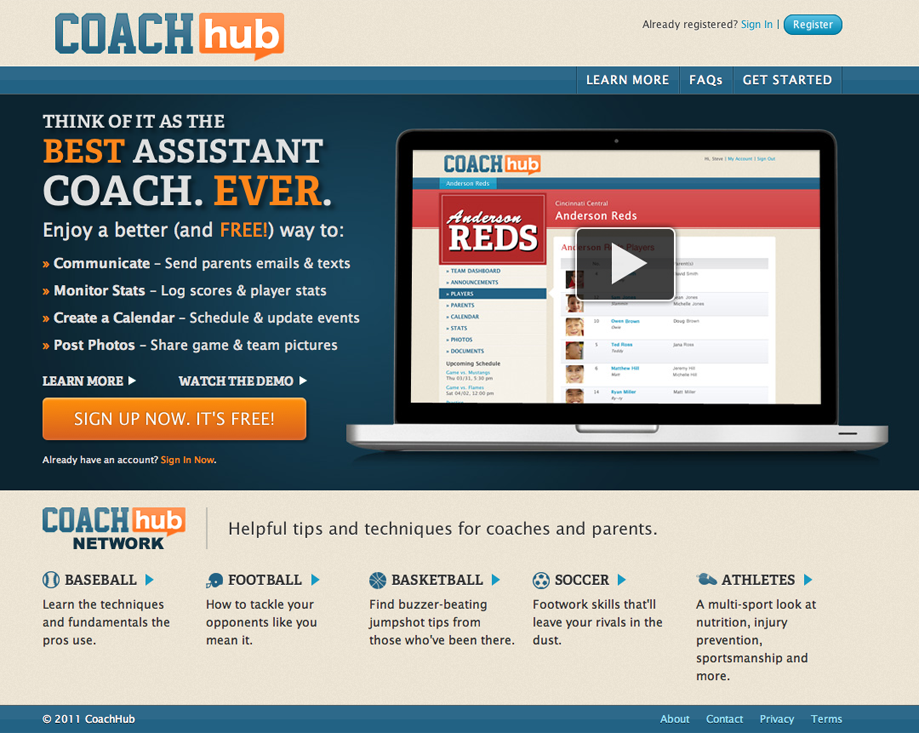 COACH hub
Already registered? Sign In | Register
LEARN MORE FAQs GET STARTED
THINK OF IT AS THE
BEST ASSISTANT
COACH. EVER.
Enjoy a better (and FREE!) way to:
» Communicate – Send parents emails & texts
» Monitor Stats – Log scores & player stats
» Create a Calendar – Schedule & update events
» Post Photos – Share game & team pictures
LEARN MORE WATCH THE DEMO
SIGN UP NOW. IT'S FREE!
Already have an account? Sign In Now.
COACH hub
Hi, Steve | My Account | Sign Out
Anderson Reds
Anderson
REDS
Cincinnati Central
Anderson Reds
» TEAM DASHBOARD
» ANNOUNCEMENTS
» PLAYERS
» PARENTS
» CALENDAR
» STATS
» PHOTOS
» DOCUMENTS
Upcoming Schedule
Game vs. Mustangs
Thu 03/31, 5:30 pm
Game vs. Flames
Sat 04/02, 12:00 pm
Players
David Smith
Michelle Jones
10 Owen Brown Doug Brown
Owie
5 Ted Ross Jana Ross
7 Matthew Hill Jeremy Hill
Matt Michelle Hill
14 Ryan Miller Matt Miller
COACH hub
NETWORK
Helpful tips and techniques for coaches and parents.
BASEBALL
Learn the techniques
and fundamentals the
pros use.
FOOTBALL
How to tackle your
opponents like you
mean it.
BASKETBALL
Find buzzer-beating
jumpshot tips from
those who've been there.
SOCCER
Footwork skills that'll
leave your rivals in the
dust.
ATHLETES
A multi-sport look at
nutrition, injury
prevention,
sportsmanship and
more.
© 2011 CoachHub
About Contact Privacy Terms